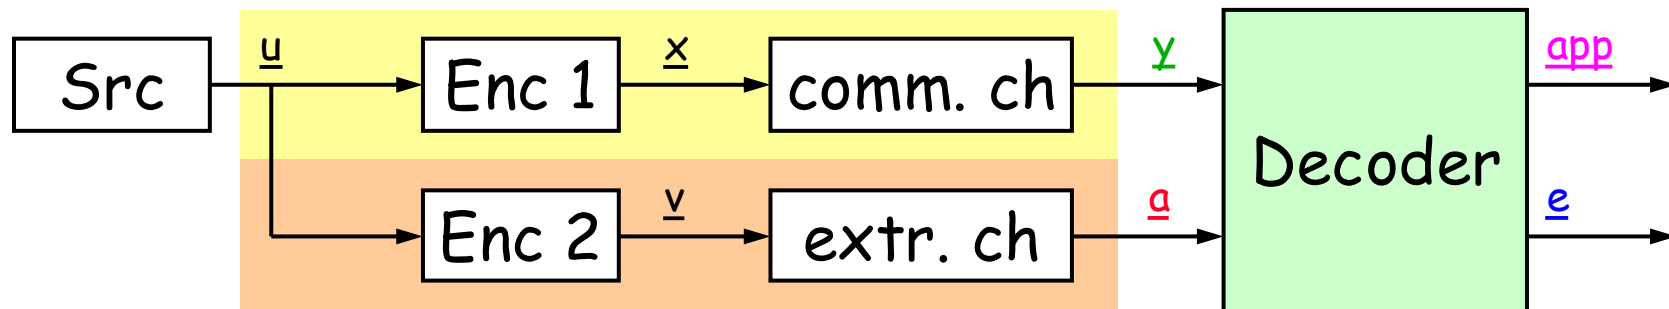 Src
u
Enc 1
x
comm. ch
y
Decoder
app
Enc 2
v
extr. ch
a
e